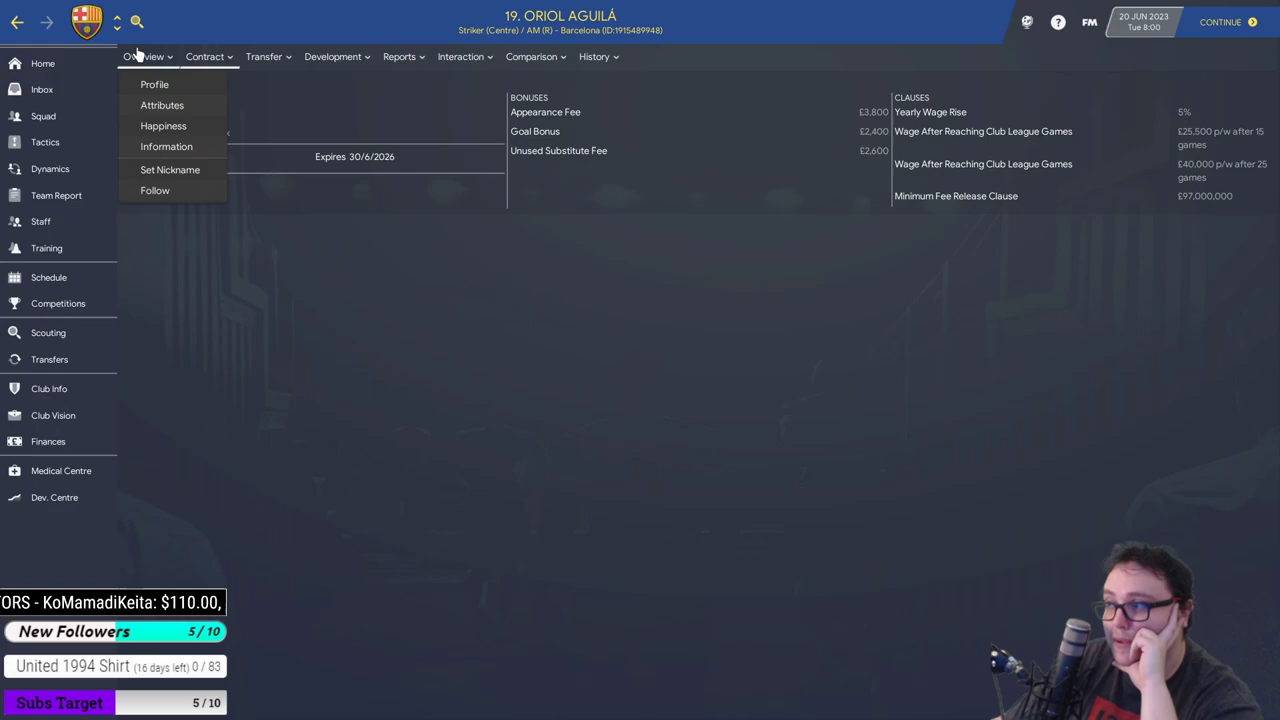 19. ORIOL AGUILÁ
Striker (Centre) / AM (R) - Barcelona (ID:1915489948)
FM
20 JUN 2023
Tue 8:00
CONTINUE
Contract
Transfer
Development
Reports
Interaction
Comparison
History
Home
Inbox
Squad
Tactics
Dynamics
Team Report
Staff
Training
Schedule
Competitions
Scouting
Transfers
Club Info
Club Vision
Finances
Medical Centre
Dev. Centre
Profile
Attributes
Happiness
Information
Set Nickname
Follow
Expires 30/6/2026
BONUSES
Appearance Fee £3,800
Goal Bonus £2,400
Unused Substitute Fee £2,600
CLAUSES
Yearly Wage Rise 5%
Wage After Reaching Club League Games £25,500 p/w after 15
games
Wage After Reaching Club League Games £40,000 p/w after 25
games
Minimum Fee Release Clause £97,000,000
TORS - KoMamadiKeita: $110.00,
New Followers 5 / 10
United 1994 Shirt (16 days left) 0 / 83
Subs Target 5 / 10